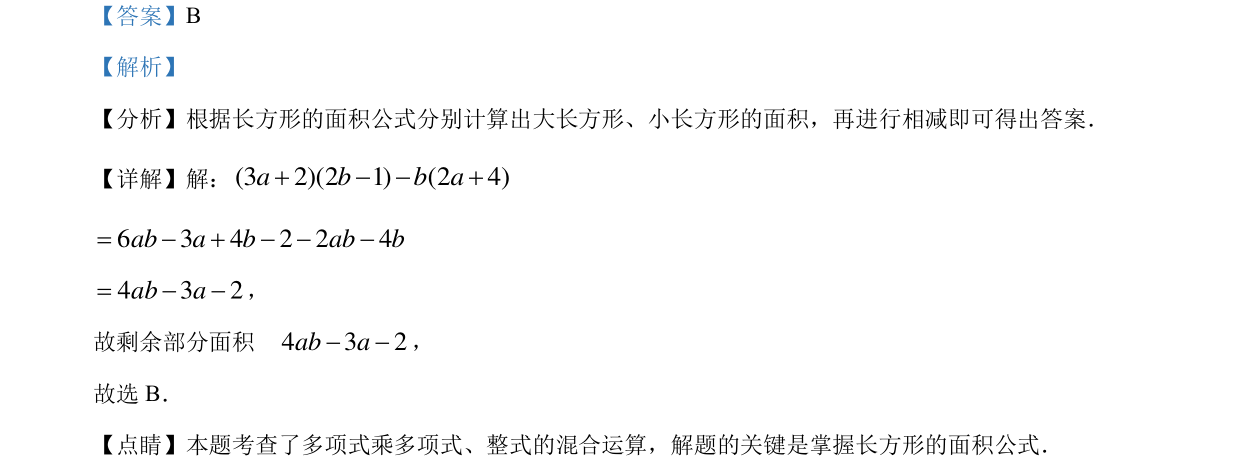 【答案】B
【解析】
【分析】根据长方形的面积公式分别计算出大长方形、小长方形的面积，再进行相减即可得出答案．
【详解】解：(3a+2)(2b−1)−b(2a+4)
=6ab−3a+4b−2−2ab−4b
=4ab−3a−2，
故剩余部分面积 4ab−3a−2，
故选 B．
【点睛】本题考查了多项式乘多项式、整式的混合运算，解题的关键是掌握长方形的面积公式．